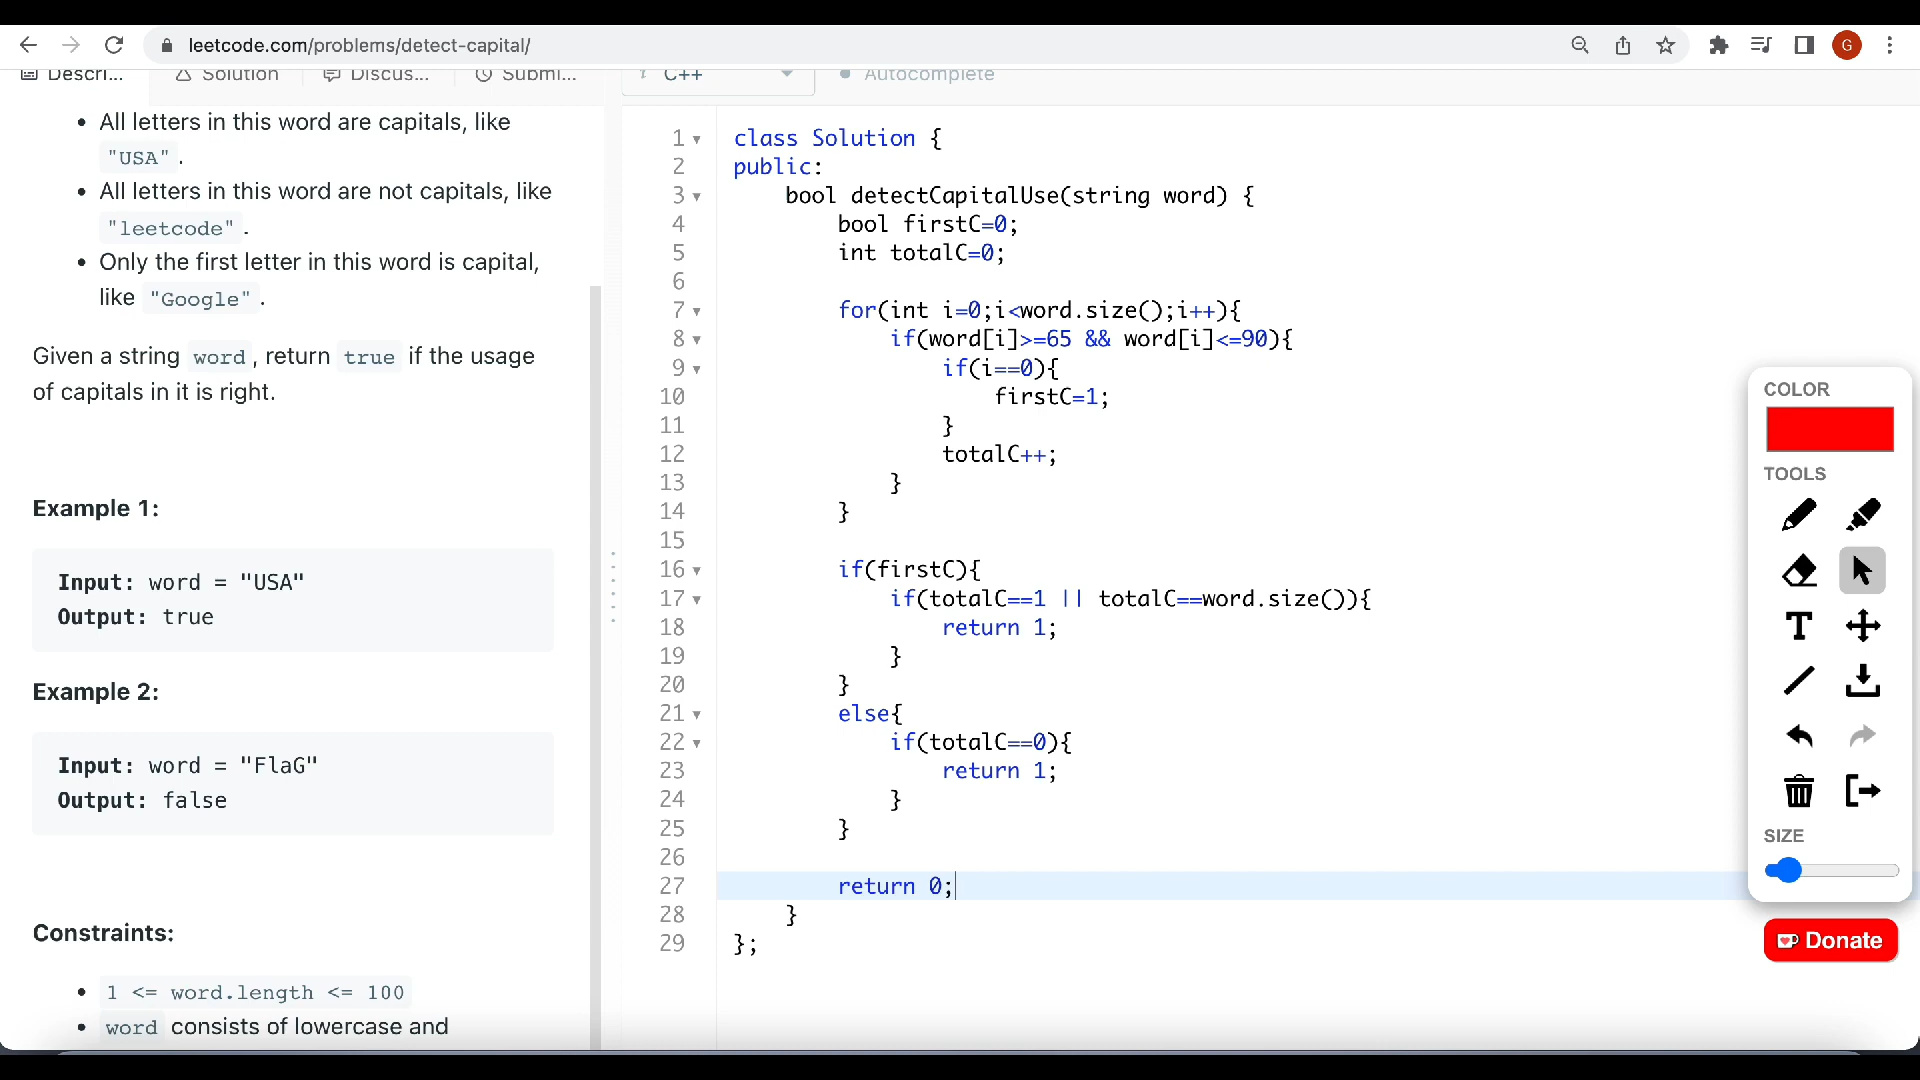 leetcode.com/problems/detect-capital/
G
Descri...
Solution
Discus...
Submi...
i C++
Autocomplete
• All letters in this word are capitals, like
"USA" .
• All letters in this word are not capitals, like
"leetcode" .
• Only the first letter in this word is capital,
like "Google" .
Given a string word , return true if the usage
of capitals in it is right.
Example 1:
Input: word = "USA"
Output: true
Example 2:
Input: word = "FlaG"
Output: false
Constraints:
• 1 <= word.length <= 100
• word consists of lowercase and
1 class Solution {
2 public:
3     bool detectCapitalUse(string word) {
4         bool firstC=0;
5         int totalC=0;
6
7         for(int i=0;i<word.size();i++){
8             if(word[i]>=65 && word[i]<=90){
9                 if(i==0){
10                     firstC=1;
11                 }
12                 totalC++;
13             }
14         }
15
16         if(firstC){
17             if(totalC==1 || totalC==word.size()){
18                 return 1;
19             }
20         }
21         else{
22             if(totalC==0){
23                 return 1;
24             }
25         }
26
27         return 0;
28     }
29 };
COLOR
TOOLS
T
SIZE
Donate